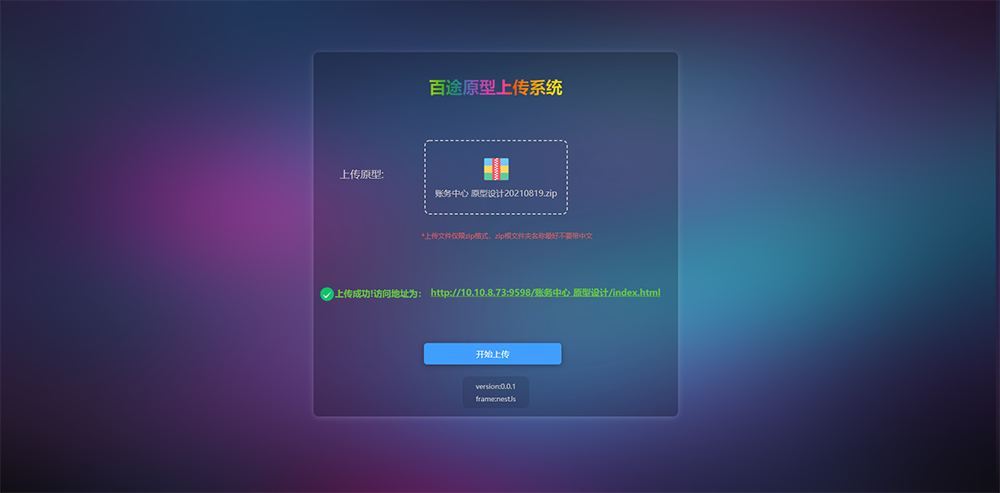 百途原型上传系统
上传原型:
账务中心 原型设计20210819.zip
*上传文件仅限zip格式、zip根文件夹名称最好不要带中文
上传成功!访问地址为： http://10.10.8.73:9598/账务中心 原型设计/index.html
开始上传
version:0.0.1
frame:nestJs